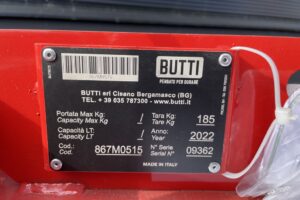 BUTTI
PENSATO PER DURARE
BUTTI srl Cisano Bergamasco (BG)
TEL. + 39 035 787300 - www.butti.it
Portata Max Kg: / Tara Kg: 185
Capacity Max Kg Tare Kg
Capacità LT: / Anno: 2022
Capacity LT Year
Cod.: 867M0515 N° Serie 09362
Cod. Serial N°
MADE IN ITALY